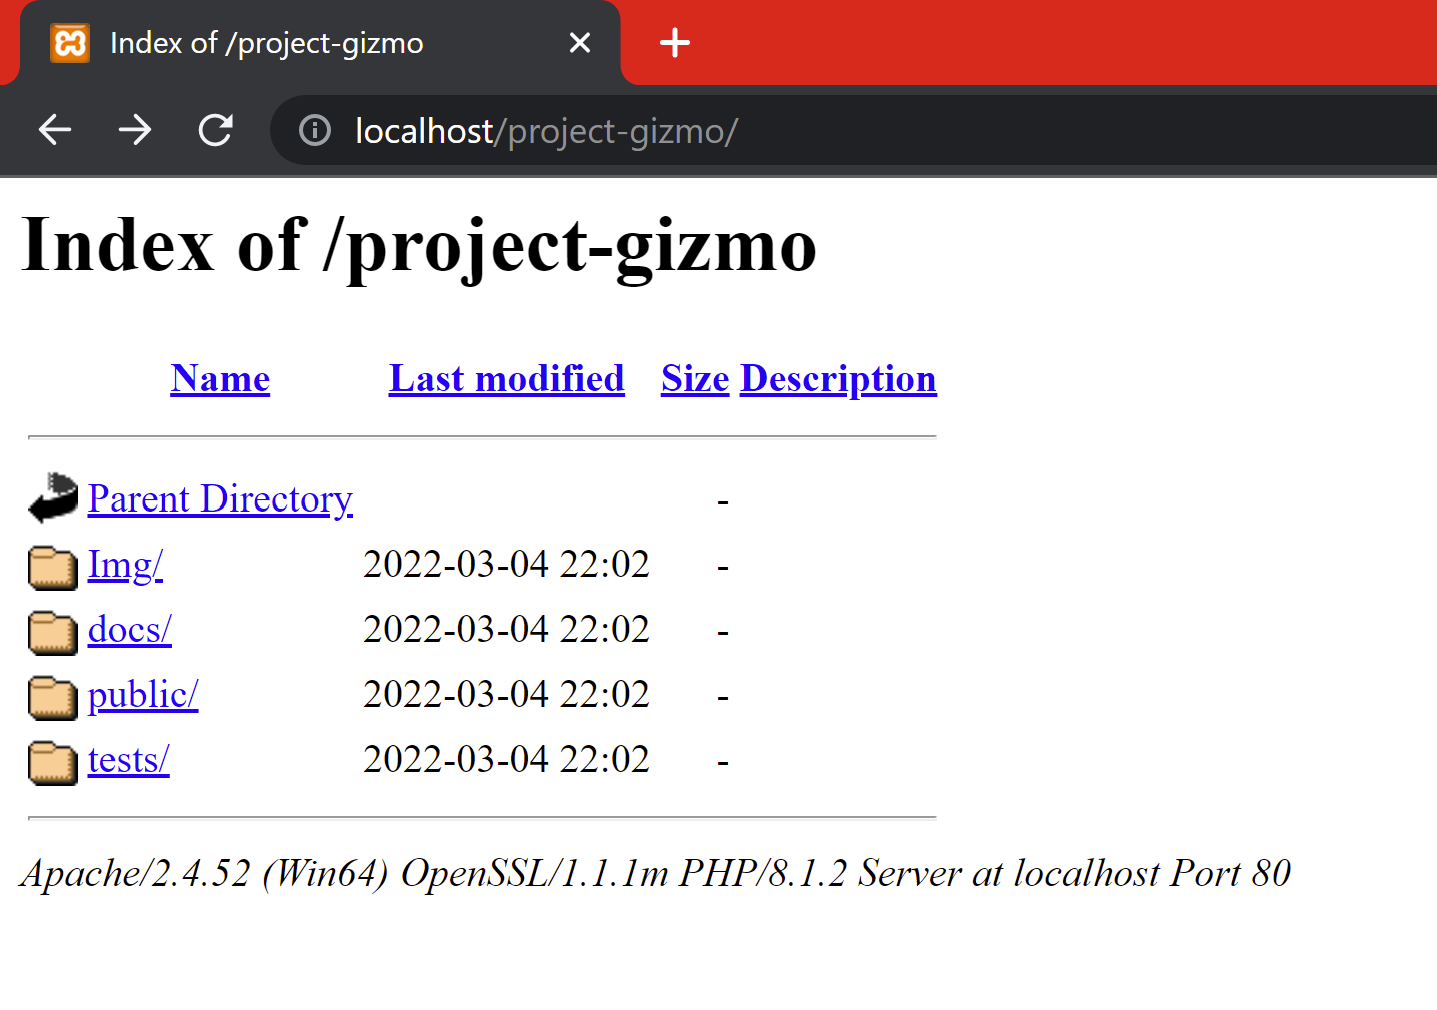 Index of /project-gizmo
localhost/project-gizmo/
Index of /project-gizmo
Name Last modified Size Description
Parent Directory -
Img/ 2022-03-04 22:02 -
docs/ 2022-03-04 22:02 -
public/ 2022-03-04 22:02 -
tests/ 2022-03-04 22:02 -
Apache/2.4.52 (Win64) OpenSSL/1.1.1m PHP/8.1.2 Server at localhost Port 80